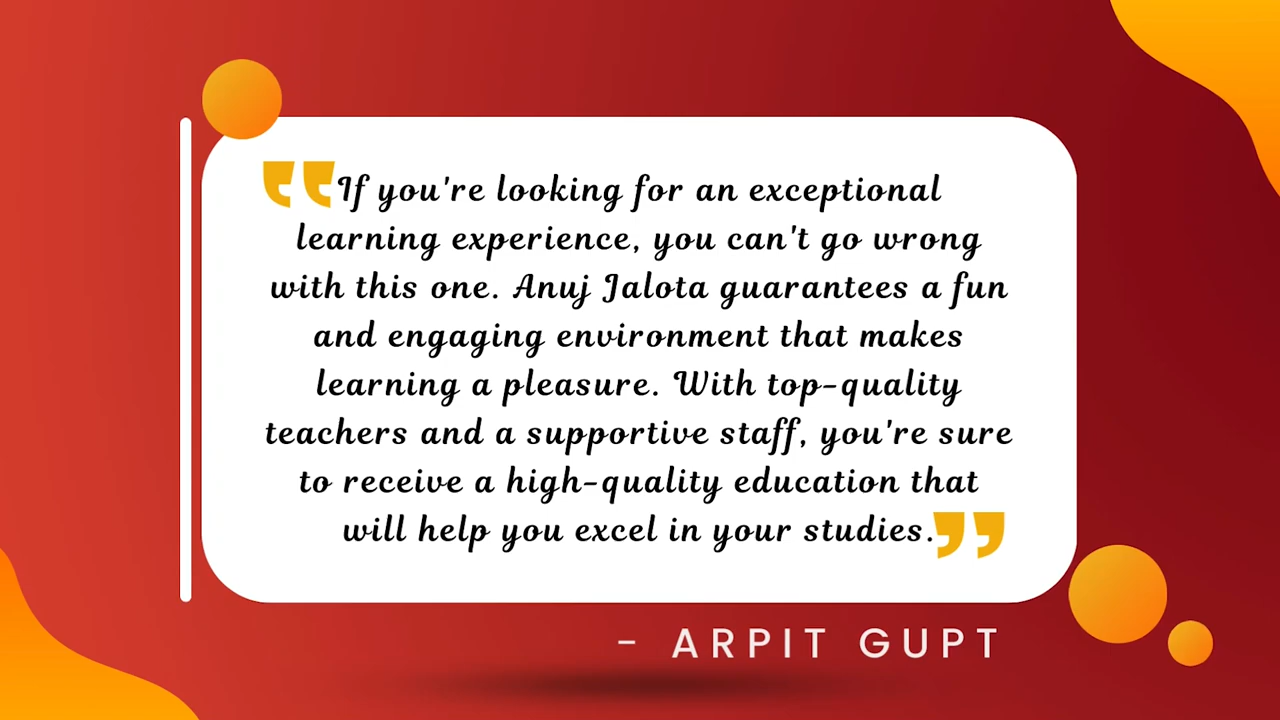 If you're looking for an exceptional
learning experience, you can't go wrong
with this one. Anuj Jalota guarantees a fun
and engaging environment that makes
learning a pleasure. With top-quality
teachers and a supportive staff, you're sure
to receive a high-quality education that
will help you excel in your studies.
- ARPIT GUPT